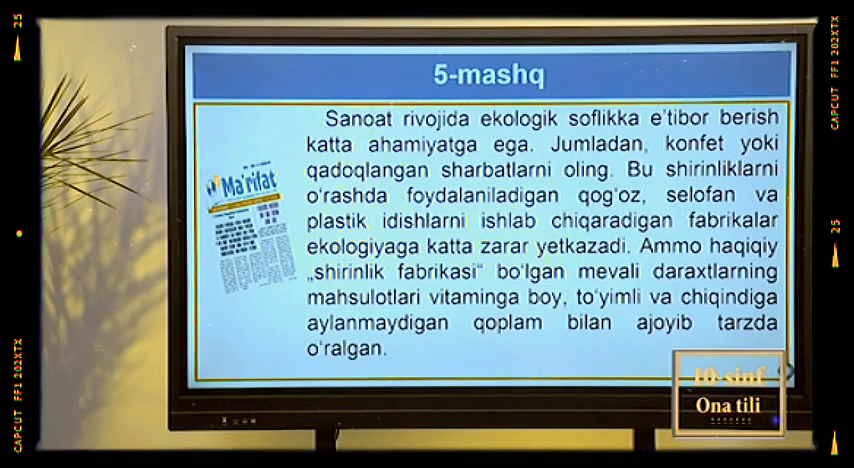 5-mashq
Ma'rifat
Sanoat rivojida ekologik soflikka e'tibor berish
katta ahamiyatga ega. Jumladan, konfet yoki
qadoqlangan sharbatlarni oling. Bu shirinliklarni
o'rashda foydalaniladigan qog'oz, selofan va
plastik idishlarni ishlab chiqaradigan fabrikalar
ekologiyaga katta zarar yetkazadi. Ammo haqiqiy
„shirinlik fabrikasi“ bo'lgan mevali daraxtlarning
mahsulotlari vitaminga boy, to'yimli va chiqindiga
aylanmaydigan qoplam bilan ajoyib tarzda
o'ralgan.
10-sinf
Ona tili
25
CAPCUT FF1 202XTX
CAPCUT FF1 202XTX
25